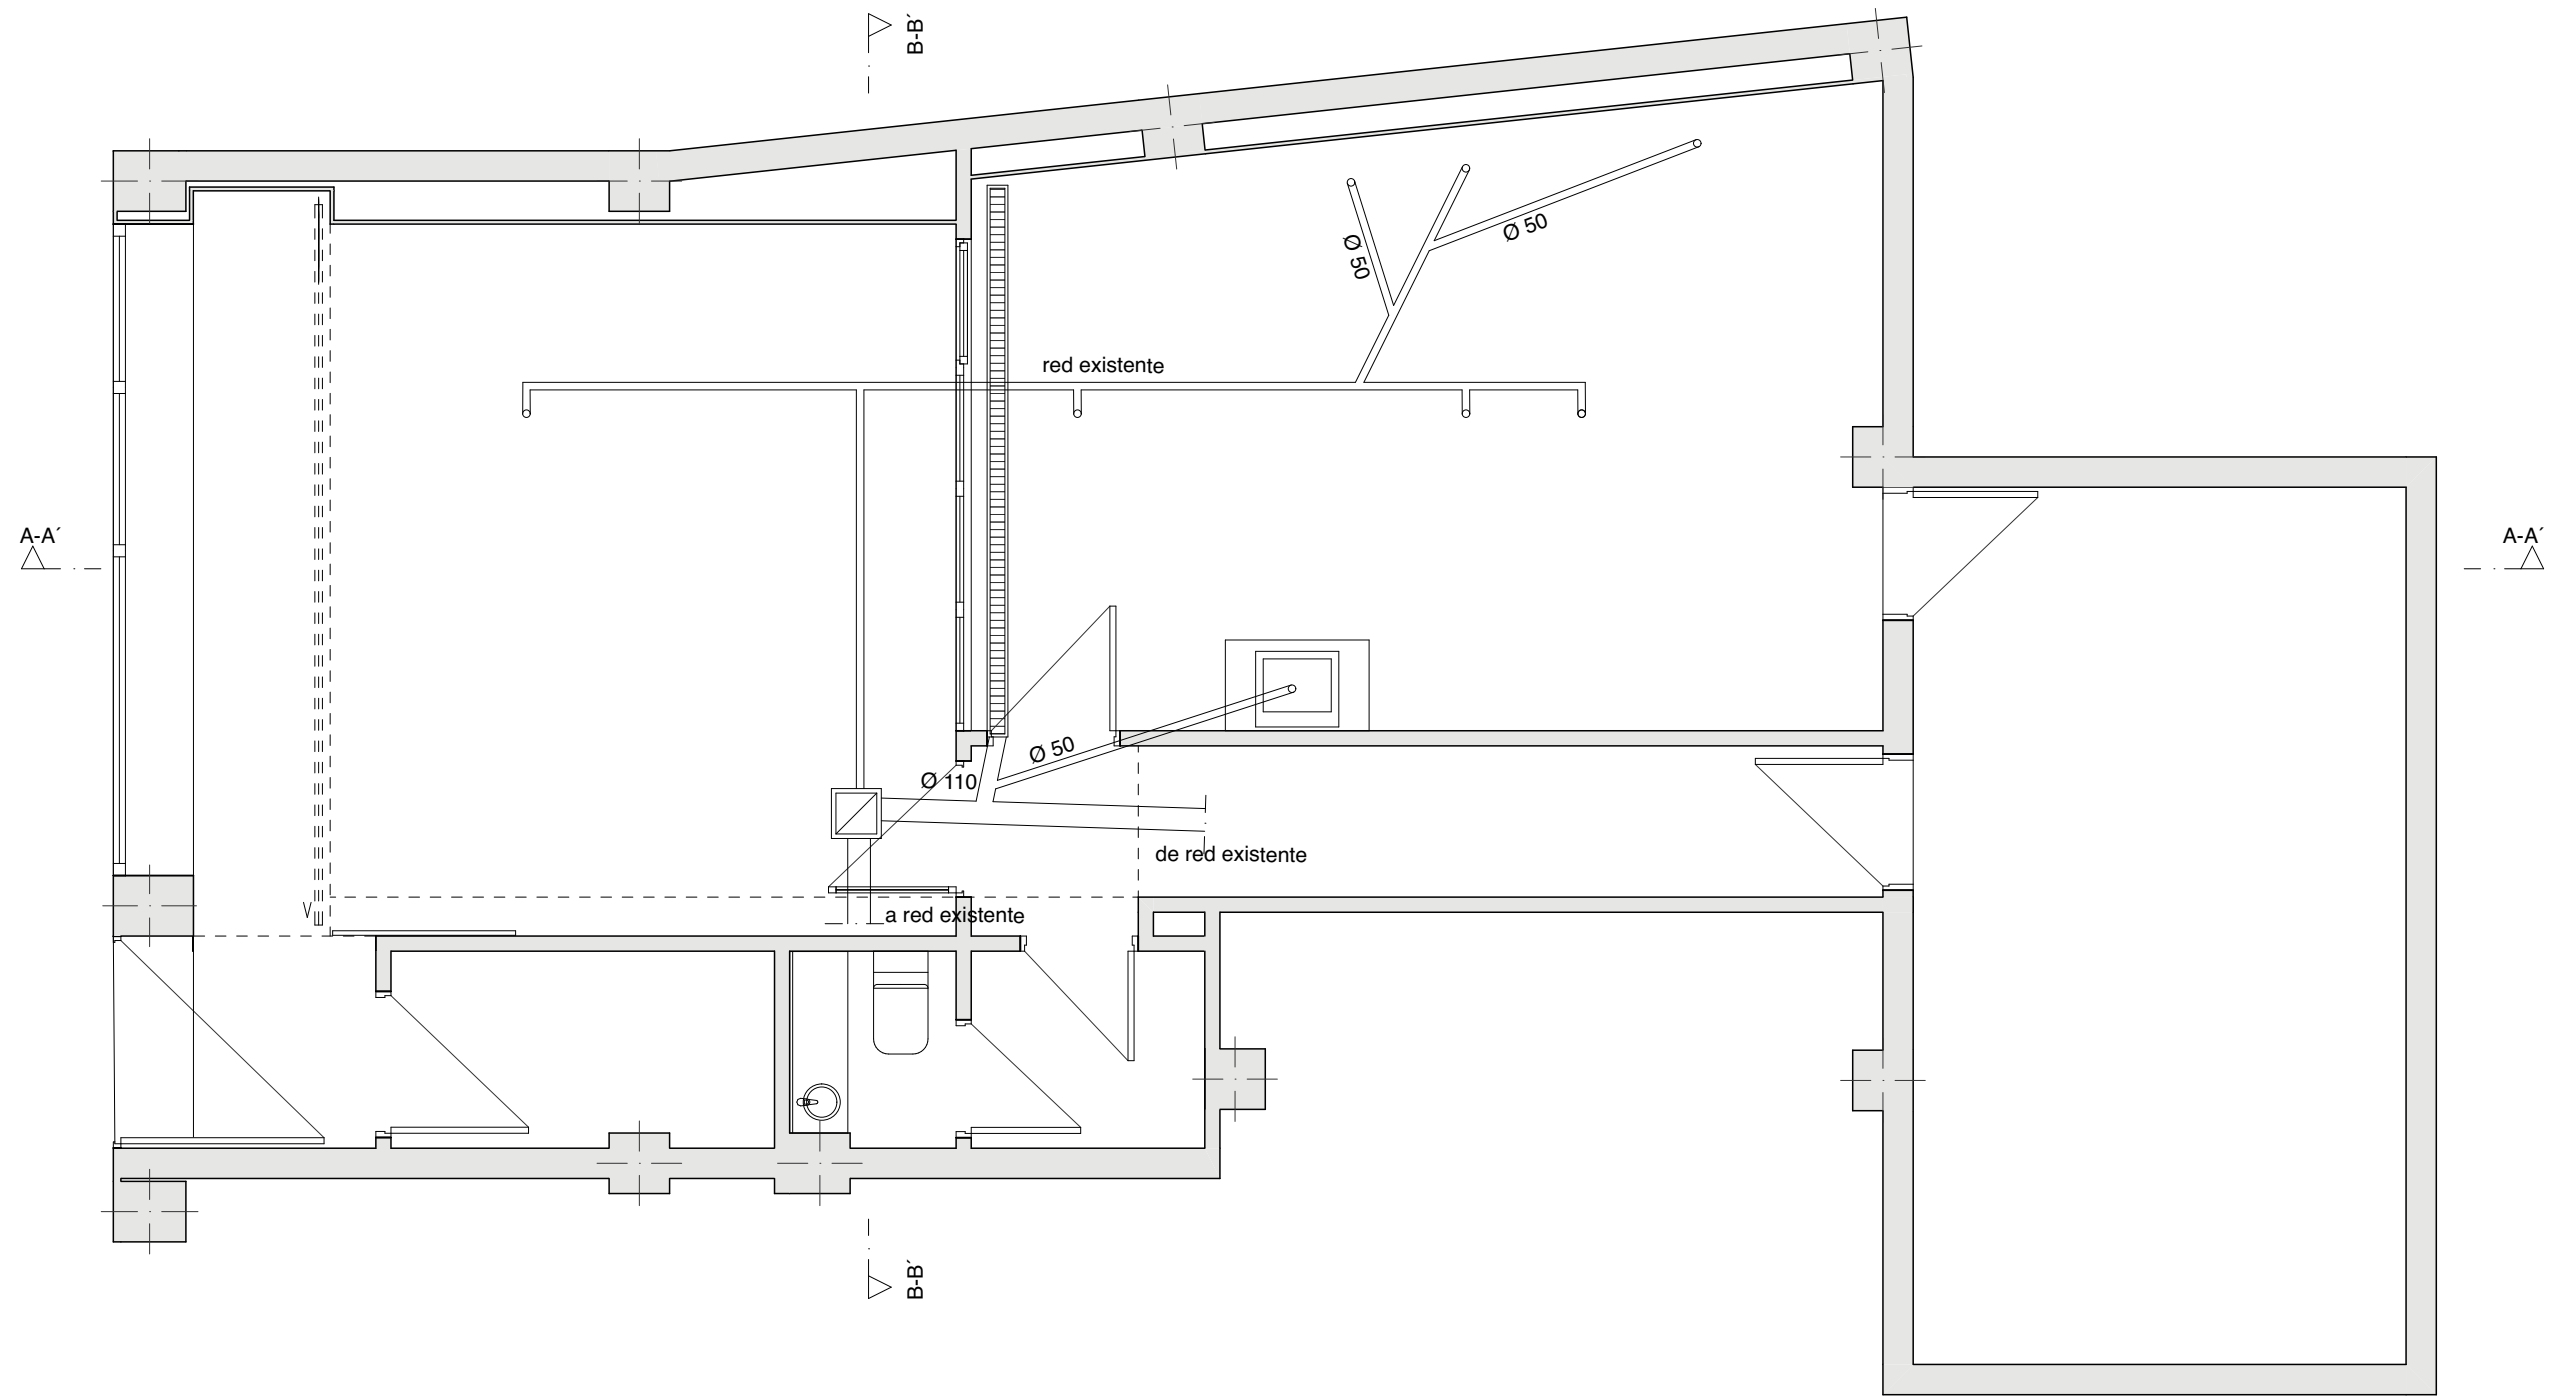 B-B´
Ø 50
Ø 50
red existente
A-A´
A-A´
Ø 50
Ø 110
de red existente
a red existente
B-B´